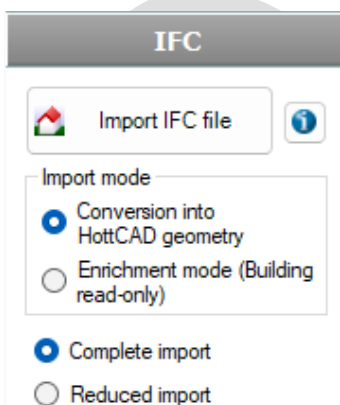 IFC
Import IFC file
Import mode
Conversion into
HottCAD geometry
Enrichment mode (Building
read-only)
Complete import
Reduced import